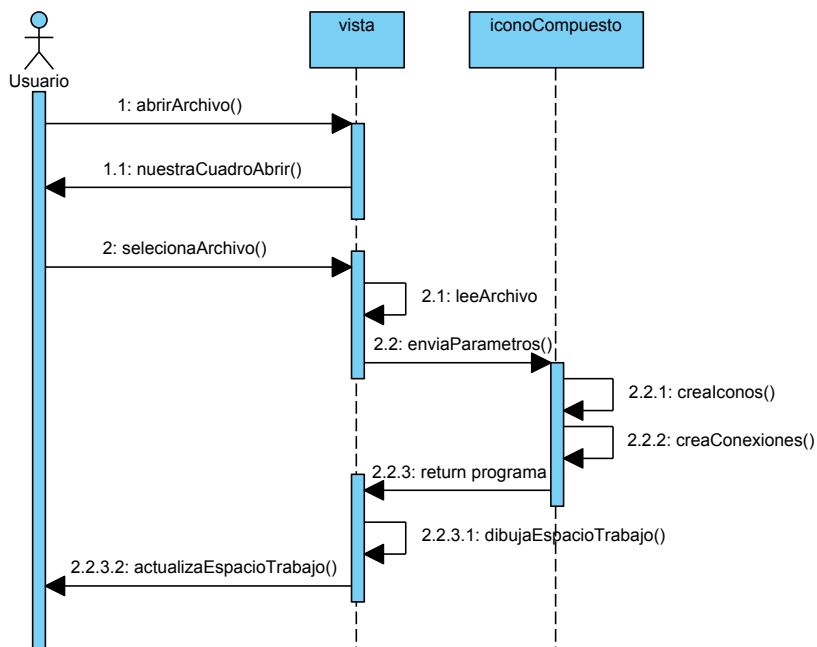 vista
iconoCompuesto
Usuario
1: abrirArchivo()
1.1: nuestraCuadroAbrir()
2: selecionaArchivo()
2.1: leeArchivo
2.2: enviaParametros()
2.2.1: creaIconos()
2.2.2: creaConexiones()
2.2.3: return programa
2.2.3.1: dibujaEspacioTrabajo()
2.2.3.2: actualizaEspacioTrabajo()